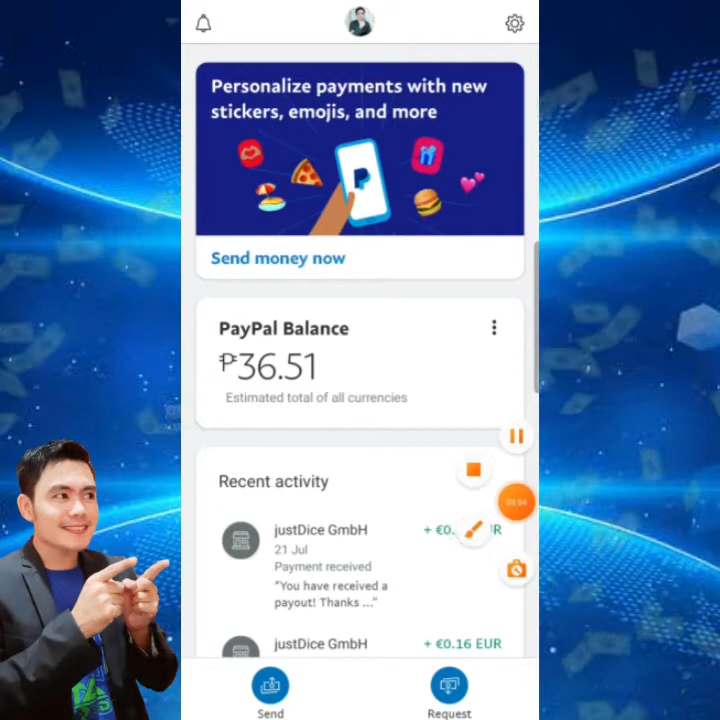 Personalize payments with new
stickers, emojis, and more
Send money now
PayPal Balance
₱36.51
Estimated total of all currencies
Recent activity
justDice GmbH
+ €0.
R
21 Jul
Payment received
"You have received a
payout! Thanks ..."
justDice GmbH
+ €0.16 EUR
Send
Request